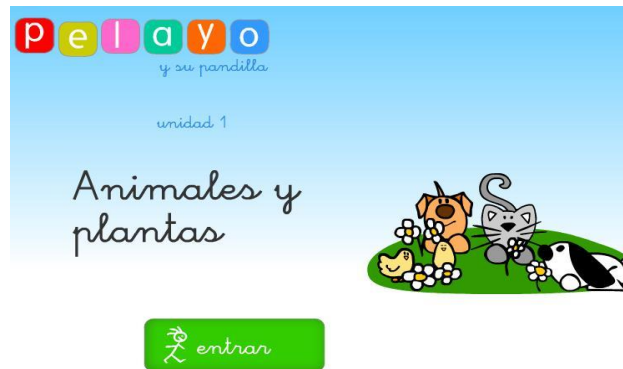 pelayo
y su pandilla
unidad 1
Animales y
plantas
entrar